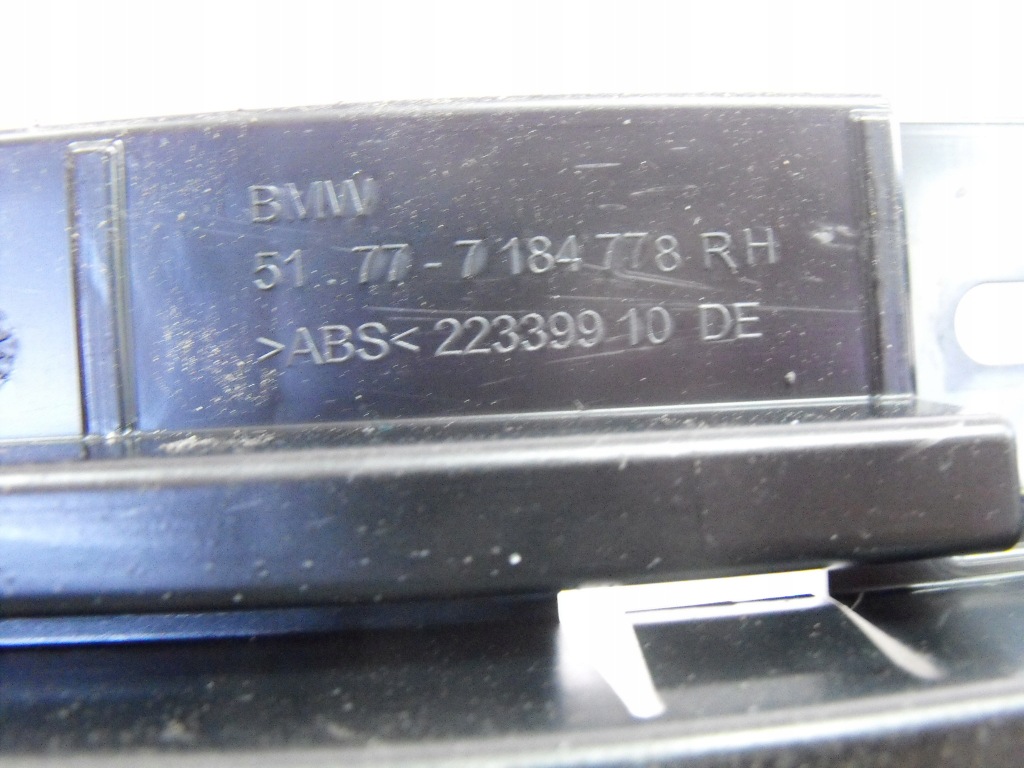 BMW
51 . 77 - 7 184 778 RH
>ABS< 223399 10 DE